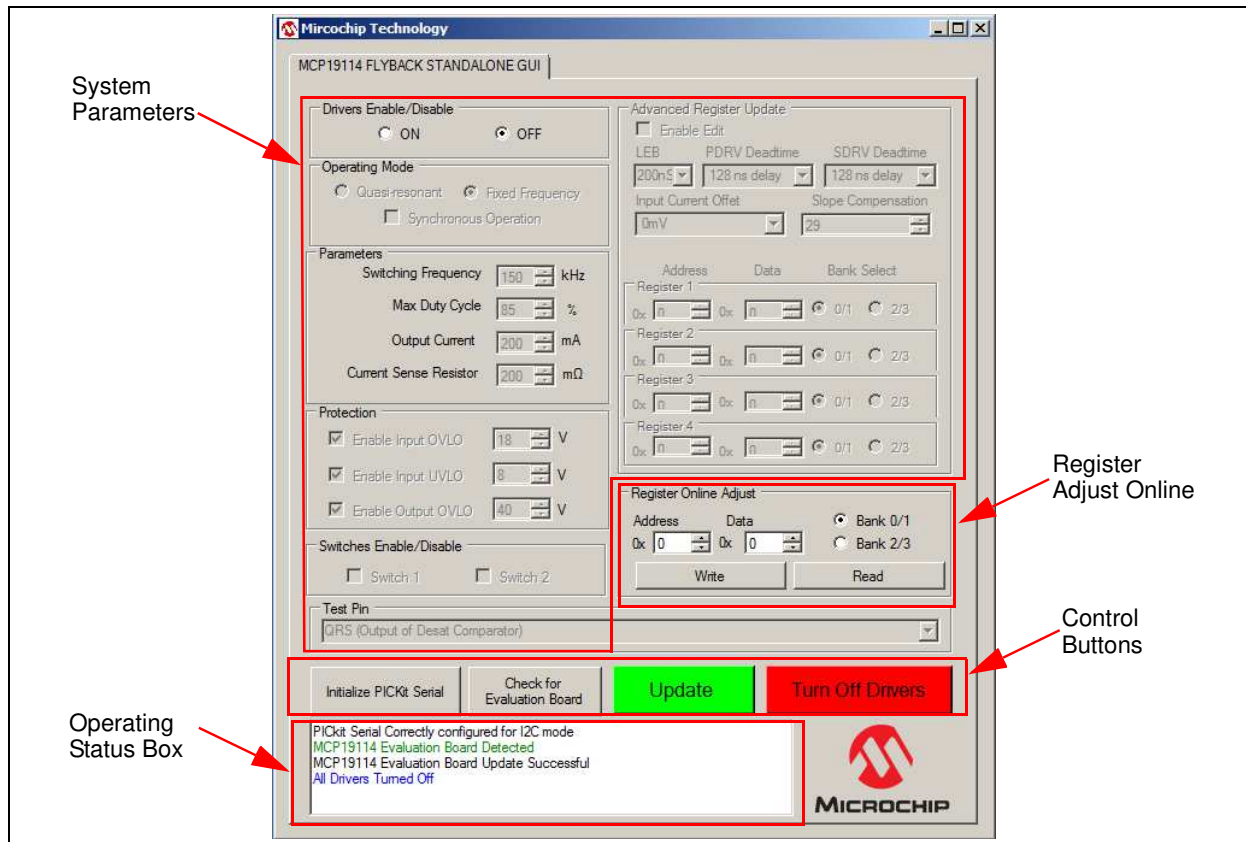 Mircochip Technology
MCP19114 FLYBACK STANDALONE GUI
System
Parameters
Drivers Enable/Disable
ON OFF
Operating Mode
Quasi-resonant Fixed Frequency
Synchronous Operation
Parameters
Switching Frequency 150 kHz
Max Duty Cycle 85 %
Output Current 200 mA
Current Sense Resistor 200 mΩ
Protection
Enable Input OVLO 18 V
Enable Input UVLO 8 V
Enable Output OVLO 40 V
Switches Enable/Disable
Switch 1 Switch 2
Advanced Register Update
Enable Edit
LEB PDRV Deadtime SDRV Deadtime
200nS 128 ns delay 128 ns delay
Input Current Offet Slope Compensation
0mV 29
Address Data Bank Select
Register 1
0x 0x 0/1 2/3
Register 2
0x 0x 0/1 2/3
Register 3
0x 0x 0/1 2/3
Register 4
0x 0x 0/1 2/3
Register
Adjust Online
Register Online Adjust
Address Data Bank 0/1
0x 0 0x 0 Bank 2/3
Write Read
Test Pin
QRS (Output of Desat Comparator)
Control
Buttons
Initialize PICKit Serial
Check for
Evaluation Board
Update
Turn Off Drivers
Operating
Status Box
PICkit Serial Correctly configured for I2C mode
MCP19114 Evaluation Board Detected
MCP19114 Evaluation Board Update Successful
All Drivers Turned Off
MICROCHIP